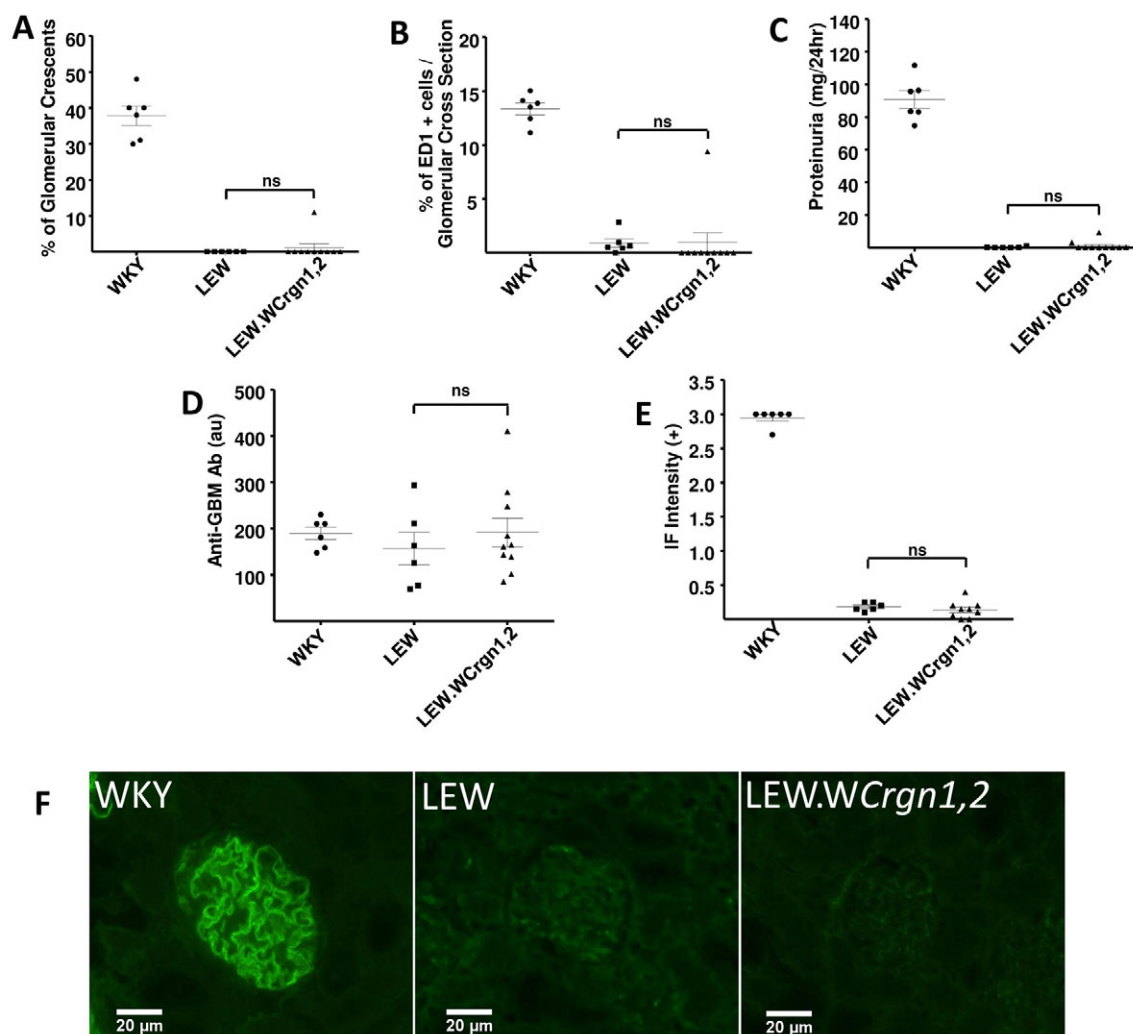 A
% of Glomerular Crescents
60
50
40
30
20
10
ns
WKY
LEW
LEW.WCrgn1,2
B
% of ED1 + cells /
Glomerular Cross Section
20
15
10
5
ns
WKY
LEW
LEW.WCrgn1,2
C
Proteinuria (mg/24hr)
140
120
100
80
60
40
20
ns
WKY
LEW
LEW.WCrgn1,2
D
Anti-GBM Ab (au)
500
400
300
200
100
ns
WKY
LEW
LEW.WCrgn1,2
E
IF Intensity (+)
3.5
3.0
2.5
2.0
1.5
1.0
0.5
ns
WKY
LEW
LEW.WCrgn1,2
F
WKY
20 µm
LEW
20 µm
LEW.WCrgn1,2
20 µm